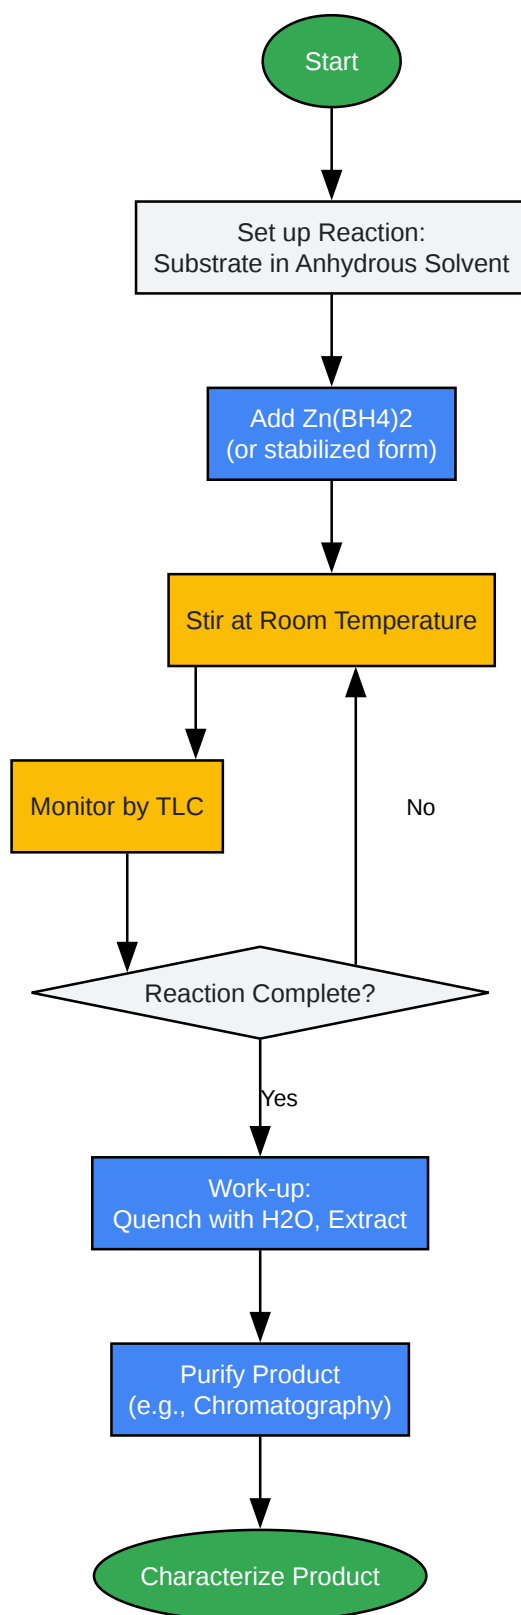 Start
Set up Reaction:
Substrate in Anhydrous Solvent
Add Zn(BH4)2
(or stabilized form)
Stir at Room Temperature
Monitor by TLC
No
Reaction Complete?
Yes
Work-up:
Quench with H2O, Extract
Purify Product
(e.g., Chromatography)
Characterize Product